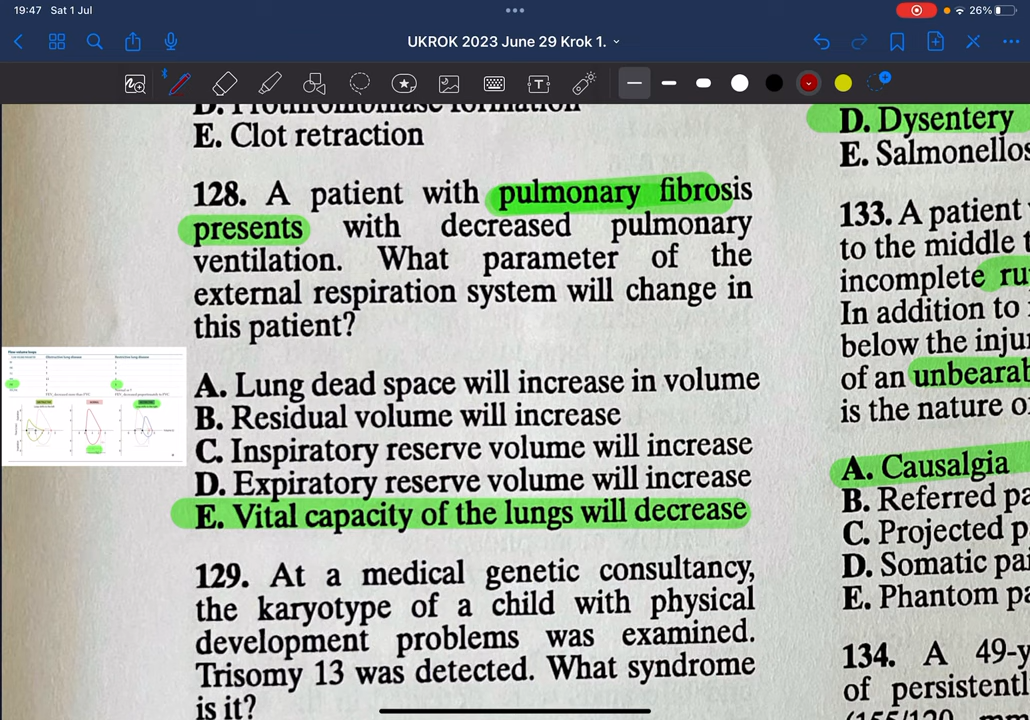 19:47 Sat 1 Jul
26%
UKROK 2023 June 29 Krok 1.
E. Clot retraction
128. A patient with pulmonary fibrosis
presents with decreased pulmonary
ventilation. What parameter of the
external respiration system will change in
this patient?
A. Lung dead space will increase in volume
B. Residual volume will increase
C. Inspiratory reserve volume will increase
D. Expiratory reserve volume will increase
E. Vital capacity of the lungs will decrease
129. At a medical genetic consultancy,
the karyotype of a child with physical
development problems was examined.
Trisomy 13 was detected. What syndrome
is it?
D. Dysentery
E. Salmonellos
133. A patient
to the middle t
incomplete ru
In addition to
below the inju
of an unbearab
is the nature o
A. Causalgia
B. Referred pa
C. Projected p
D. Somatic pai
E. Phantom pa
134. A 49-y
of persistentl